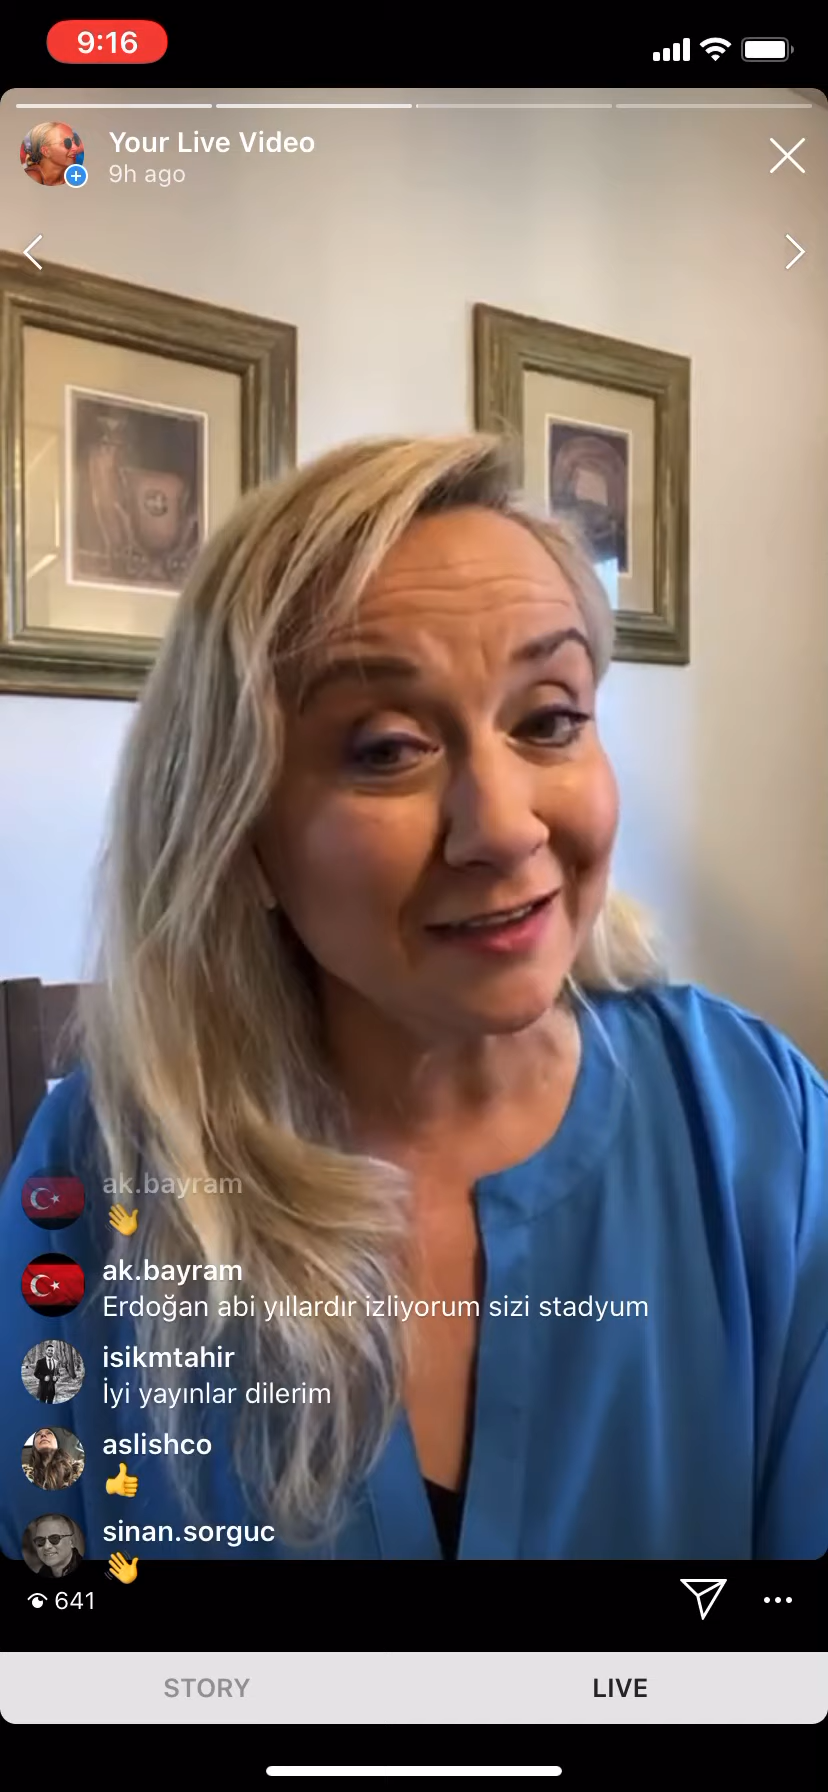 9:16
Your Live Video
9h ago
ak.bayram
👋
ak.bayram
Erdoğan abi yıllardır izliyorum sizi stadyum
isikmtahir
İyi yayınlar dilerim
aslishco
👍
sinan.sorguc
👋
641
STORY
LIVE